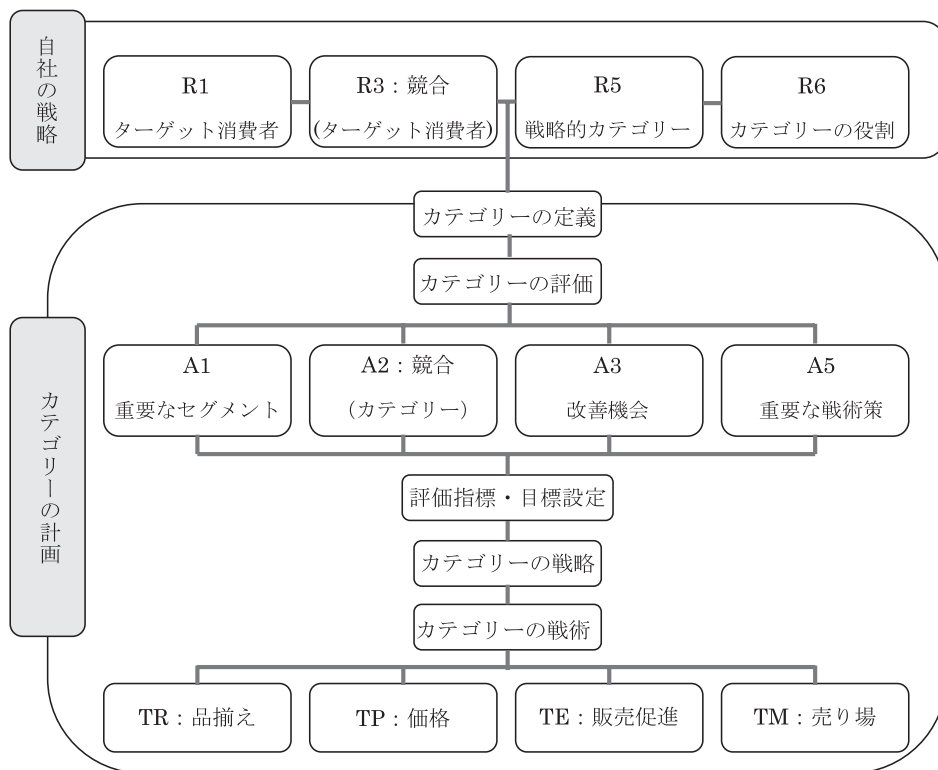 自社の戦略
R1
ターゲット消費者
R3：競合
(ターゲット消費者)
R5
戦略的カテゴリー
R6
カテゴリーの役割
カテゴリーの定義
カテゴリーの評価
カテゴリーの計画
A1
重要なセグメント
A2：競合
（カテゴリー）
A3
改善機会
A5
重要な戦術策
評価指標・目標設定
カテゴリーの戦略
カテゴリーの戦術
TR：品揃え
TP：価格
TE：販売促進
TM：売り場